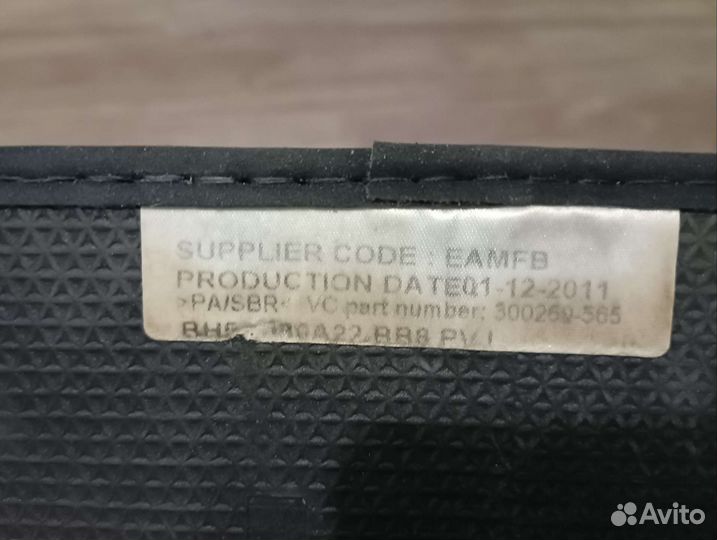 SUPPLIER CODE : EAMFB
PRODUCTION DATE01-12-2011
>PA/SBR< VC part number: 300259-565
Avito